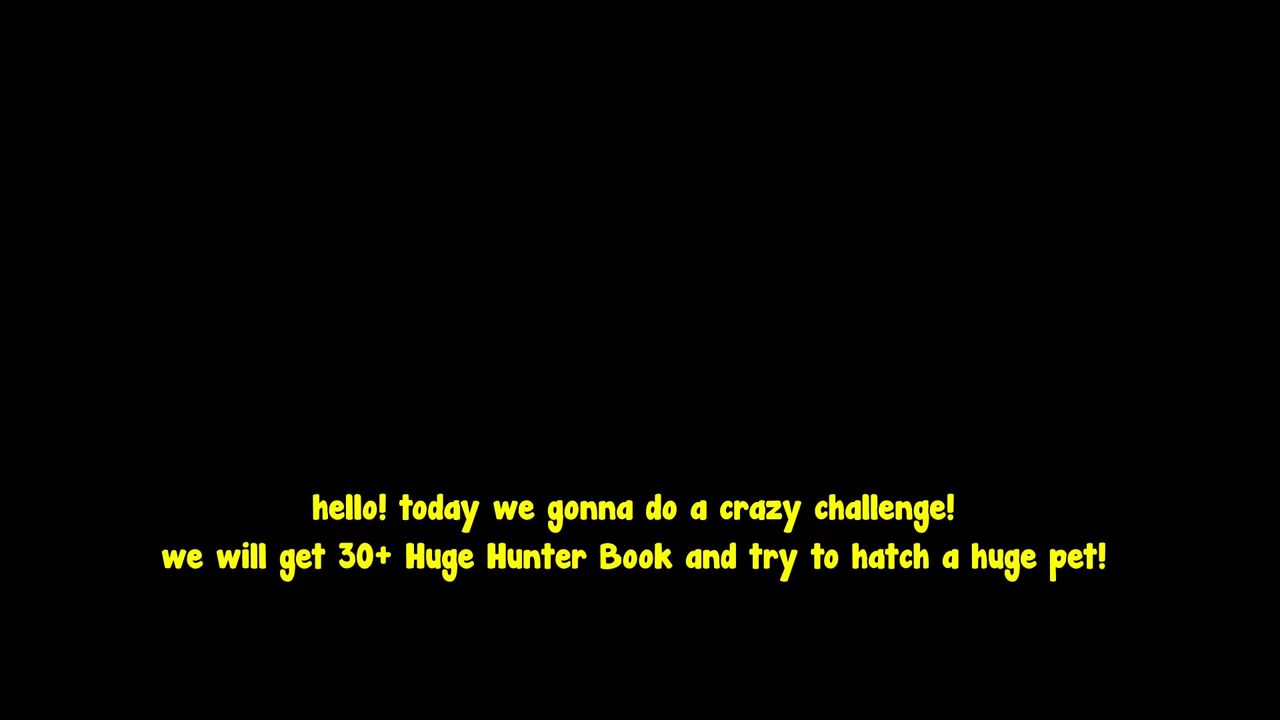 hello! today we gonna do a crazy challenge!
we will get 30+ Huge Hunter Book and try to hatch a huge pet!